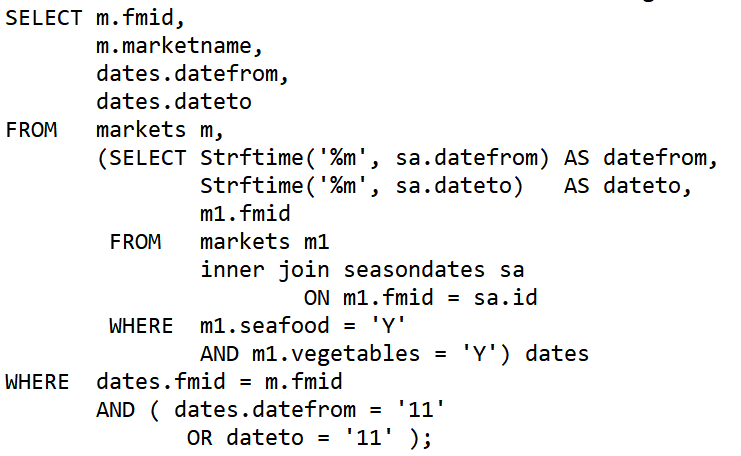 SELECT m.fmid,
       m.marketname,
       dates.datefrom,
       dates.dateto
FROM   markets m,
       (SELECT Strftime('%m', sa.datefrom) AS datefrom,
               Strftime('%m', sa.dateto)   AS dateto,
               m1.fmid
        FROM   markets m1
               inner join seasondates sa
                       ON m1.fmid = sa.id
        WHERE  m1.seafood = 'Y'
               AND m1.vegetables = 'Y') dates
WHERE  dates.fmid = m.fmid
       AND ( dates.datefrom = '11'
              OR dateto = '11' );